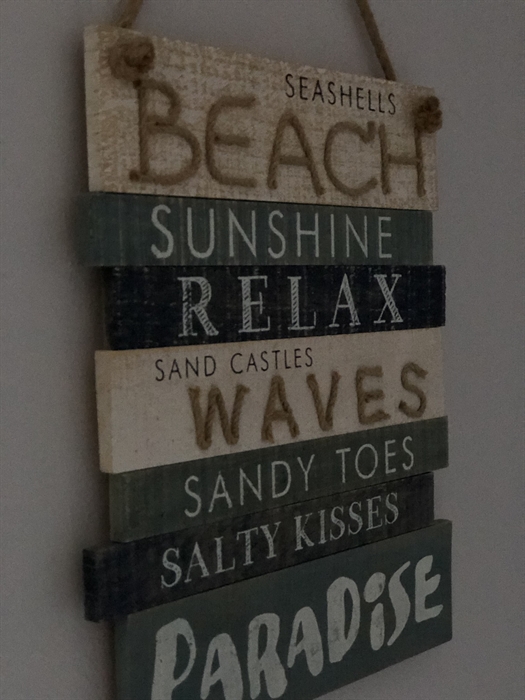 SEASHELLS
BEACH
SUNSHINE
RELAX
SAND CASTLES
WAVES
SANDY TOES
SALTY KISSES
PARADiSE